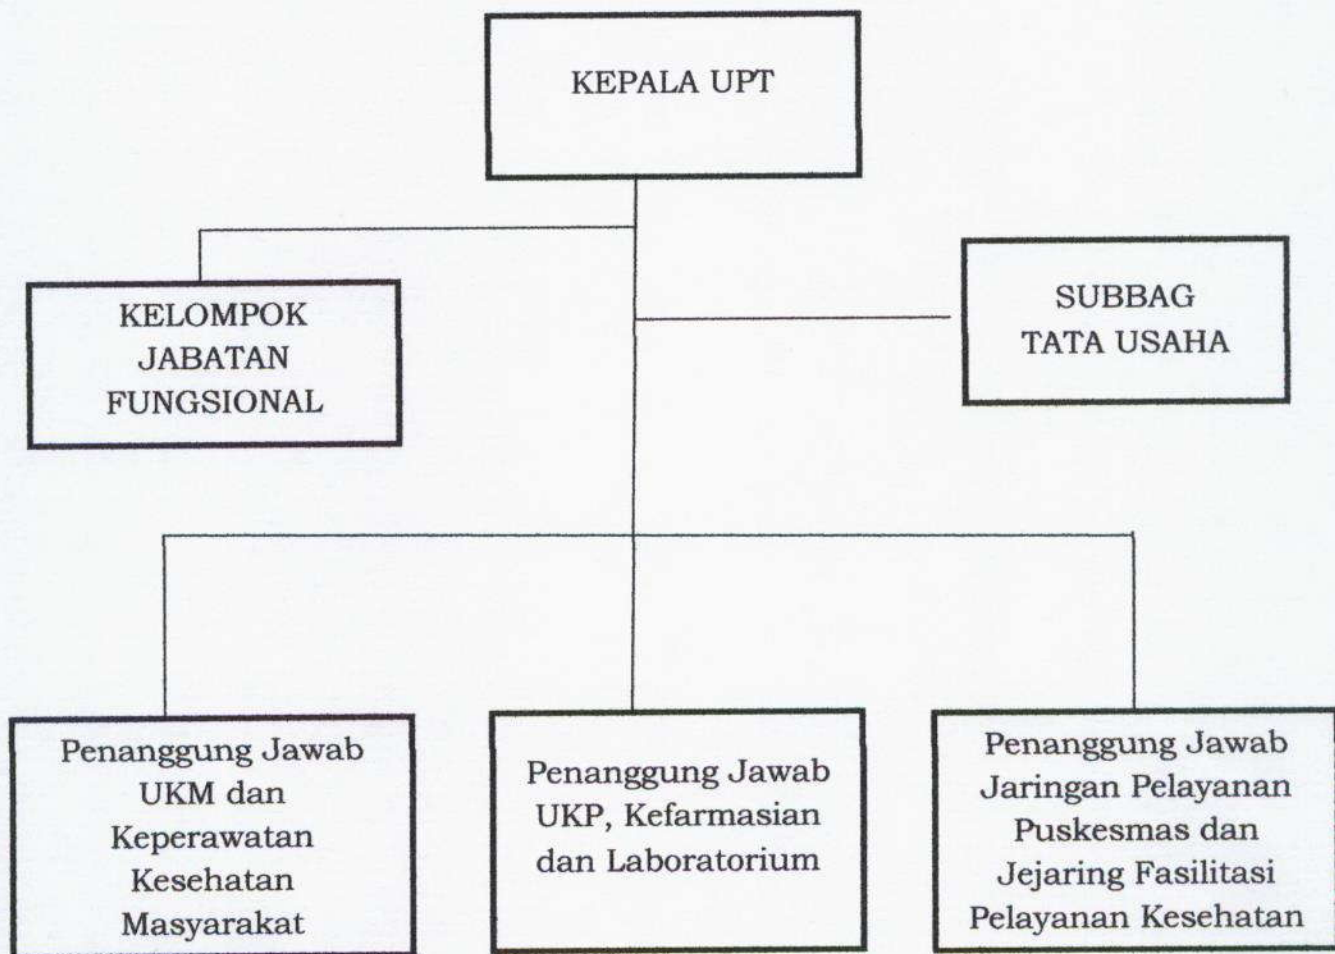 KEPALA UPT
KELOMPOK
JABATAN
FUNGSIONAL
SUBBAG
TATA USAHA
Penanggung Jawab
UKM dan
Keperawatan
Kesehatan
Masyarakat
Penanggung Jawab
UKP, Kefarmasian
dan Laboratorium
Penanggung Jawab
Jaringan Pelayanan
Puskesmas dan
Jejaring Fasilitasi
Pelayanan Kesehatan